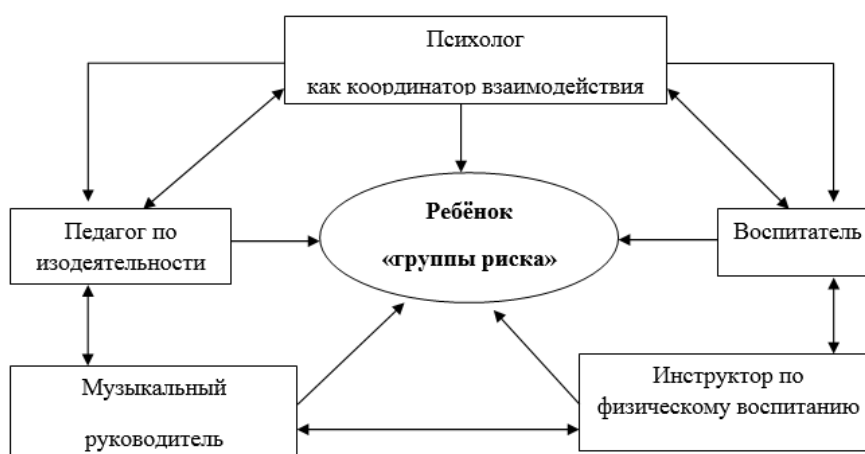 Психолог
как координатор взаимодействия
Ребёнок
«группы риска»
Педагог по
изодеятельности
Воспитатель
Музыкальный
руководитель
Инструктор по
физическому воспитанию